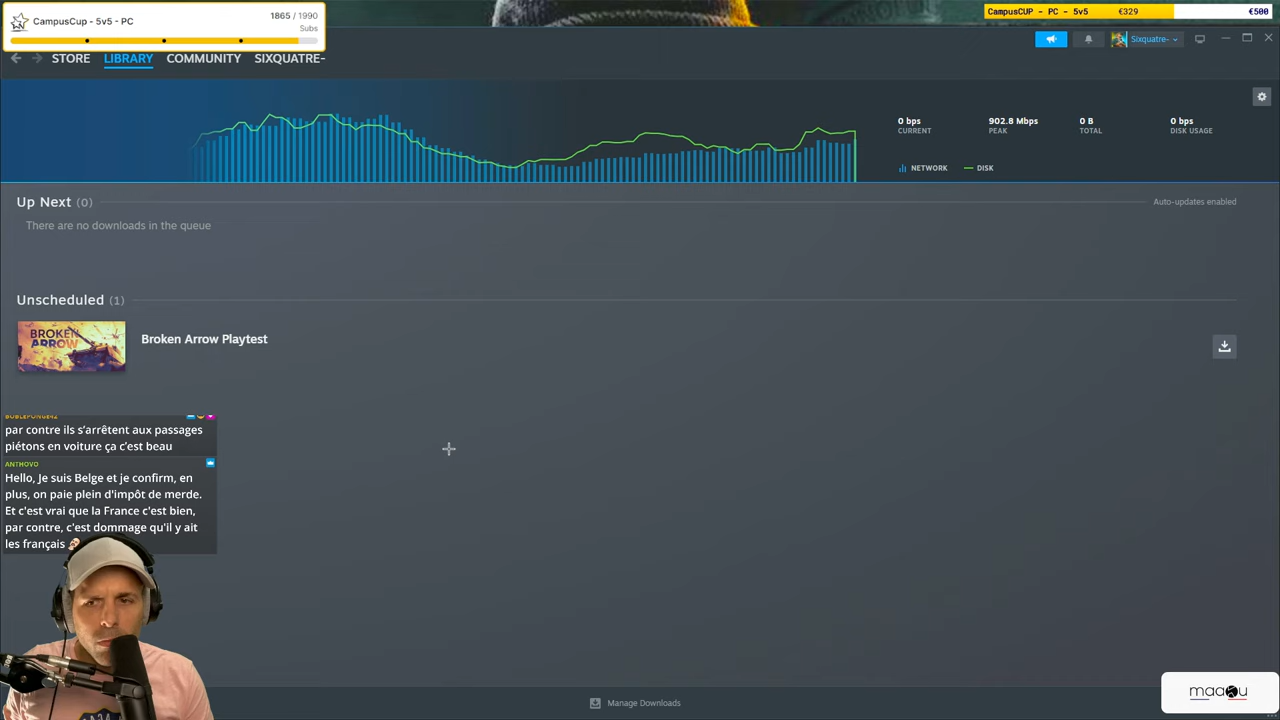 CampusCup - 5v5 - PC
1865 / 1990
Subs
CampusCUP - PC - 5v5 €329 €500
Sixquatre-
STORE LIBRARY COMMUNITY SIXQUATRE-
0 bps
CURRENT
902.8 Mbps
PEAK
0 B
TOTAL
0 bps
DISK USAGE
NETWORK DISK
Up Next (0)
Auto-updates enabled
There are no downloads in the queue
Unscheduled (1)
BROKEN
ARROW
Broken Arrow Playtest
par contre ils s'arrêtent aux passages
piétons en voiture ça c'est beau
ANTHOVO
Hello, Je suis Belge et je confirm, en
plus, on paie plein d'impôt de merde.
Et c'est vrai que la France c'est bien,
par contre, c'est dommage qu'il y ait
les français
Manage Downloads